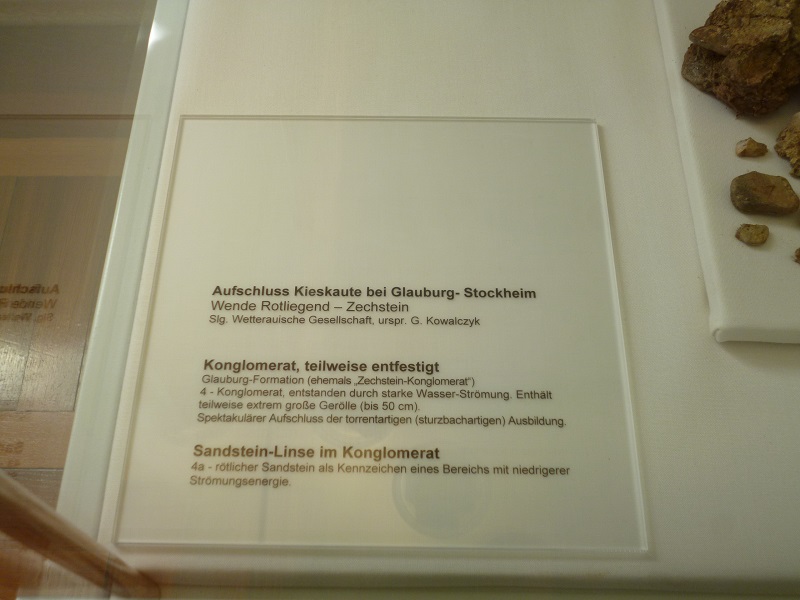 Aufschluss Kieskaute bei Glauburg- Stockheim
Wende Rotliegend – Zechstein
Slg. Wetterauische Gesellschaft, urspr. G. Kowalczyk
Konglomerat, teilweise entfestigt
Glauburg-Formation (ehemals „Zechstein-Konglomerat“)
4 - Konglomerat, entstanden durch starke Wasser-Strömung. Enthält
teilweise extrem große Gerölle (bis 50 cm).
Spektakulärer Aufschluss der torrentartigen (sturzbachartigen) Ausbildung.
Sandstein-Linse im Konglomerat
4a - rötlicher Sandstein als Kennzeichen eines Bereichs mit niedrigerer
Strömungsenergie.